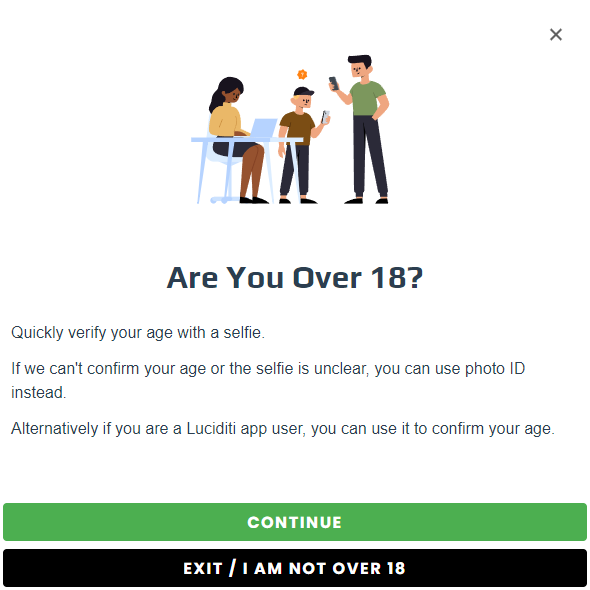 Are You Over 18?
Quickly verify your age with a selfie.
If we can't confirm your age or the selfie is unclear, you can use photo ID
instead.
Alternatively if you are a Luciditi app user, you can use it to confirm your age.
CONTINUE
EXIT / I AM NOT OVER 18